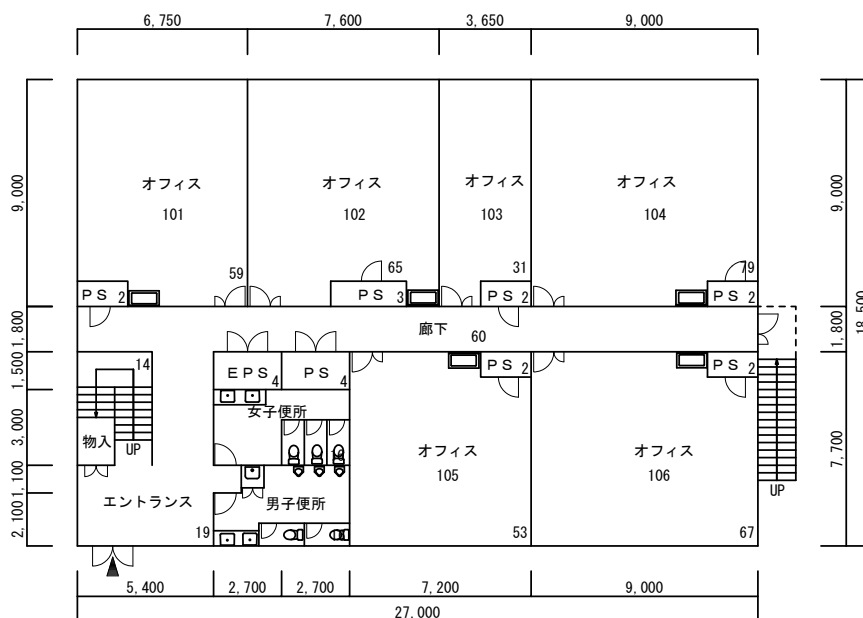 6,750
7,600
3,650
9,000
9,000
1,800
1,500
3,000
1,100
2,100
9,000
1,800
7,700
18,500
オフィス
101
59
オフィス
102
65
オフィス
103
31
オフィス
104
79
ＰＳ 2
ＰＳ 3
ＰＳ 2
ＰＳ 2
廊下
60
14
ＥＰＳ 4
ＰＳ 4
ＰＳ 2
ＰＳ 2
女子便所
物入
UP
オフィス
105
53
オフィス
106
67
UP
エントランス
19
男子便所
5,400
2,700
2,700
7,200
9,000
27,000